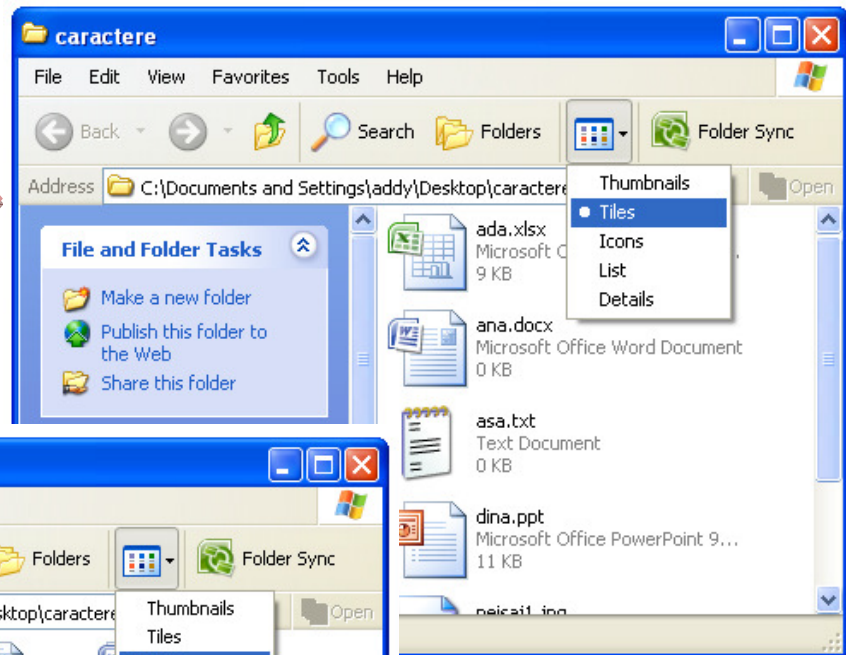 caractere
File Edit View Favorites Tools Help
Back Search Folders Folder Sync
Address C:\Documents and Settings\addy\Desktop\caractere Open
Thumbnails
Tiles
Icons
List
Details
File and Folder Tasks
Make a new folder
Publish this folder to
the Web
Share this folder
ada.xlsx
Microsoft
9 KB
ana.docx
Microsoft Office Word Document
0 KB
asa.txt
Text Document
0 KB
dina.ppt
Microsoft Office PowerPoint 9...
11 KB
Folders Folder Sync
\caractere Open
Thumbnails
Tiles